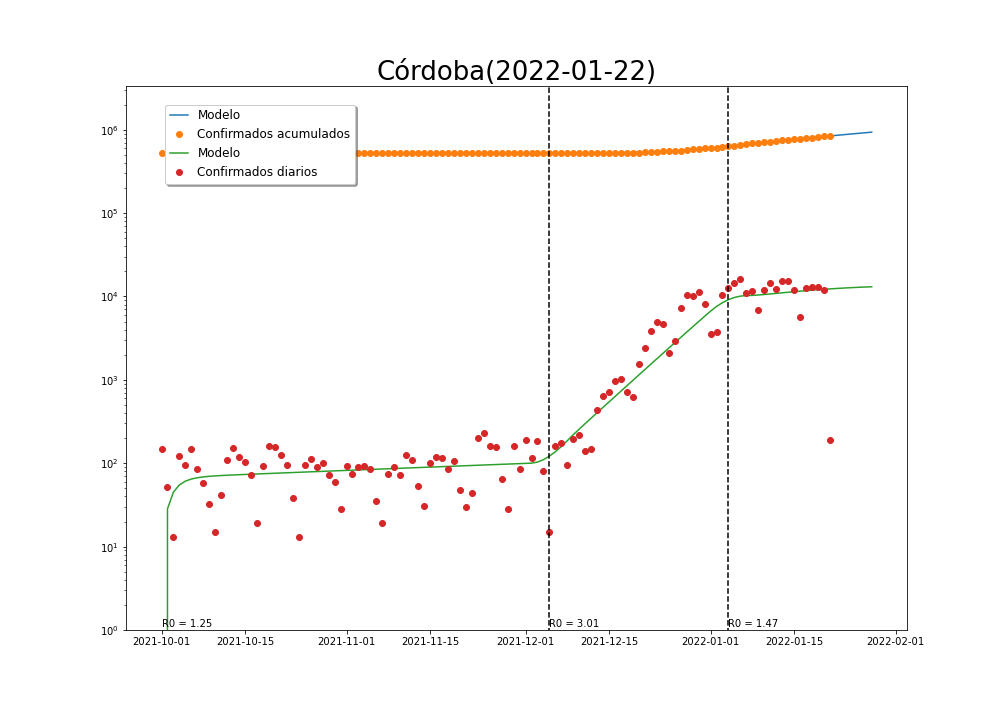 Córdoba(2022-01-22)
Modelo
Confirmados acumulados
Modelo
Confirmados diarios
10⁶
10⁵
10⁴
10³
10²
10¹
10⁰
R0 = 1.25
R0 = 3.01
R0 = 1.47
2021-10-01
2021-10-15
2021-11-01
2021-11-15
2021-12-01
2021-12-15
2022-01-01
2022-01-15
2022-02-01